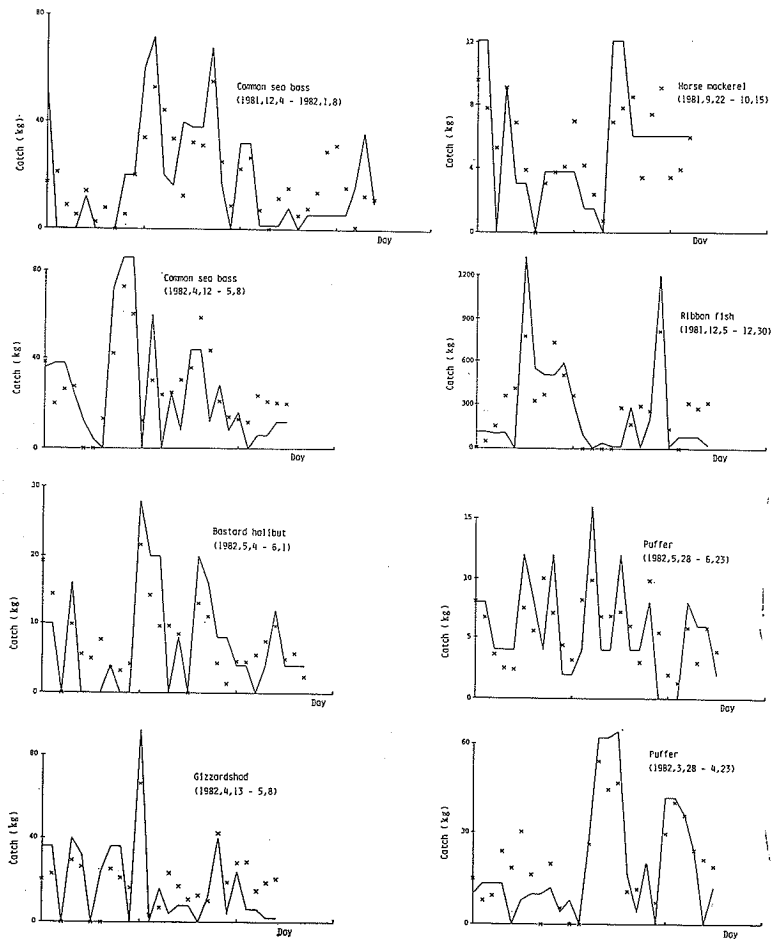 80
40
0
Catch (kg)
Common sea bass
(1981,12,4 - 1982,1,8)
Day
12
8
4
0
Catch (kg)
Horse mackerel
(1981,9,22 - 10,15)
Day
80
40
0
Catch (kg)
Common sea bass
(1982,4,12 - 5,8)
Day
1200
900
600
300
0
Catch (kg)
Ribbon fish
(1981,12,5 - 12,30)
Day
30
20
10
0
Catch (kg)
Bastard halibut
(1982,5,4 - 6,1)
Day
15
10
5
0
Catch (kg)
Puffer
(1982,5,28 - 6,23)
Day
80
40
0
Catch (kg)
Gizzardshad
(1982,4,13 - 5,8)
Day
60
30
0
Catch (kg)
Puffer
(1982,3,28 - 4,23)
Day